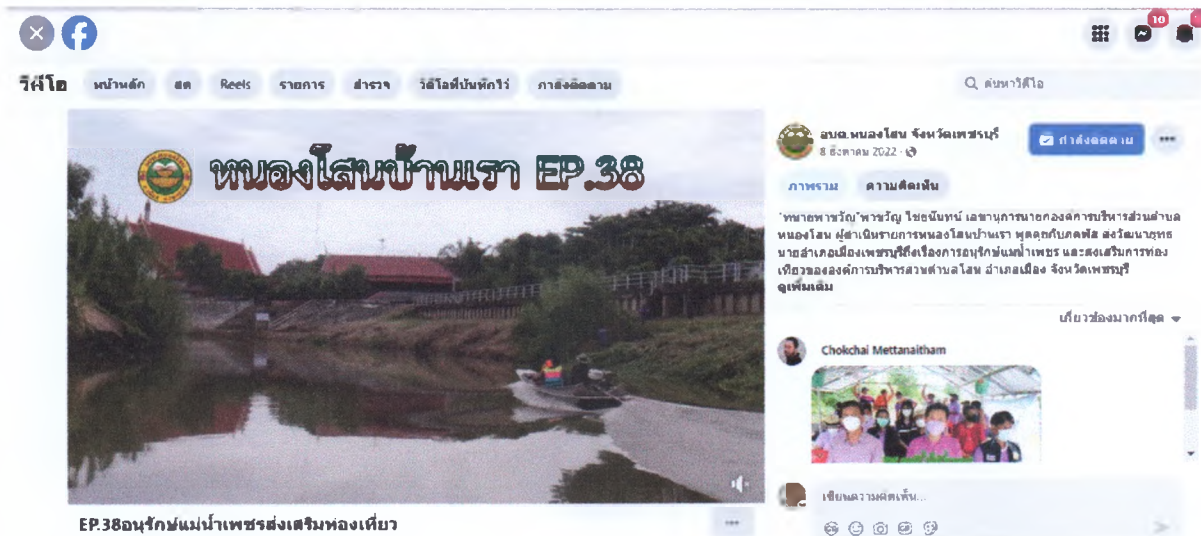 10
วิดีโอ
หน้าหลัก สด Reels รายการ สำรวจ วิดีโอที่บันทึกไว้ กำลังติดตาม
ค้นหาวิดีโอ
หนองโสนบ้านเรา EP.38
อบต.หนองโสน จังหวัดเพชรบุรี
8 สิงหาคม 2022
กำลังติดตาม
ภาพรวม ความคิดเห็น
"ทนายพาขวัญ"พาขวัญ ไชยนันทน์ เลขานุการนายกองค์การบริหารส่วนตำบล
หนองโสน ผู้ดำเนินรายการหนองโสนบ้านเรา พูดคุยกับ
นายอำเภอเมืองเพชรบุรีถึงเรื่องการอนุรักษ์แม่น้ำเพชร และส่งเสริมการท่อง
เที่ยวขององค์การบริหารส่วนตำบลโสน อำเภอเมือง จังหวัดเพชรบุรี
ดูเพิ่มเติม
เกี่ยวข้องมากที่สุด
Chokchai Mettanaitham
เขียนความคิดเห็น...
EP.38อนุรักษ์แม่น้ำเพชรส่งเสริมท่องเที่ยว